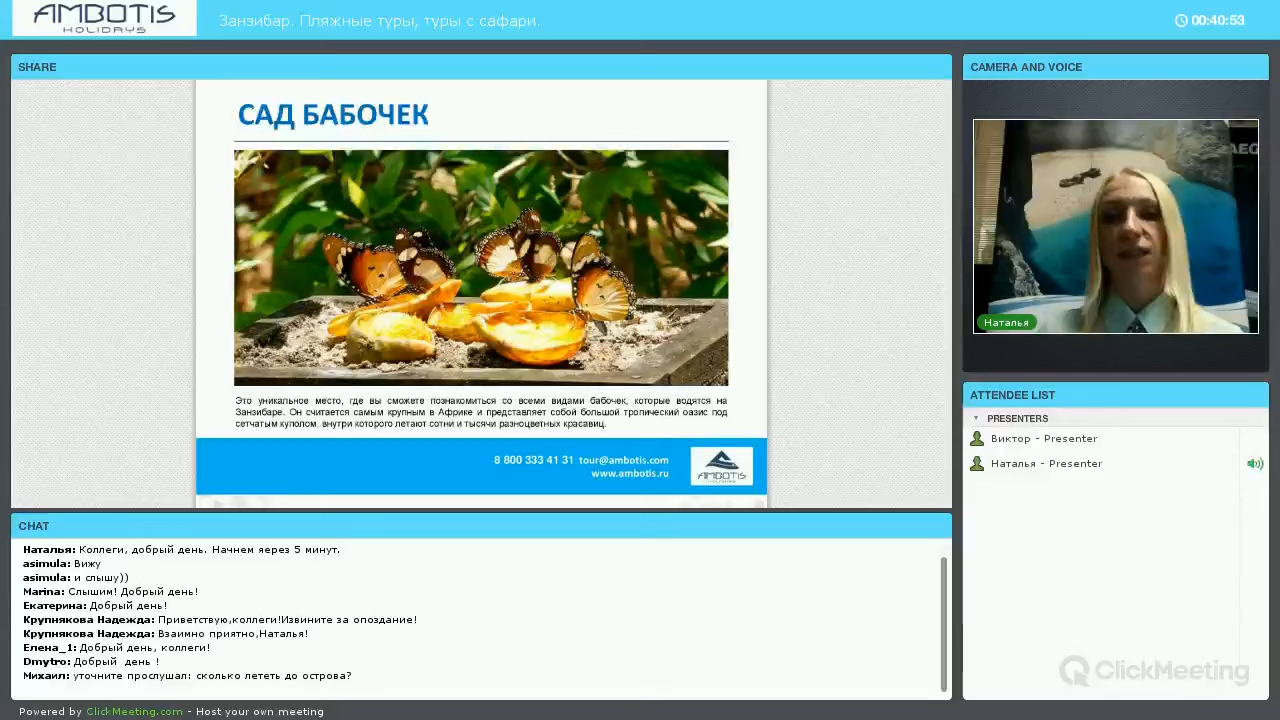 AMBOTIS
HOLIDAYS
Занзибар. Пляжные туры, туры с сафари.
00:40:53
SHARE
САД БАБОЧЕК
Это уникальное место, где вы сможете познакомиться со всеми видами бабочек, которые водятся на
Занзибаре. Он считается самым крупным в Африке и представляет собой большой тропический оазис под
сетчатым куполом, внутри которого летают сотни и тысячи разноцветных красавиц.
8 800 333 41 31 tour@ambotis.com
www.ambotis.ru
AMBOTIS
HOLIDAYS
CAMERA AND VOICE
AEG
Наталья
ATTENDEE LIST
PRESENTERS
Виктор - Presenter
Наталья - Presenter
CHAT
Наталья: Коллеги, добрый день. Начнем яерез 5 минут.
asimula: Вижу
asimula: и слышу))
Marina: Слышим! Добрый день!
Екатерина: Добрый день!
Крупнякова Надежда: Приветствую,коллеги!Извините за опоздание!
Крупнякова Надежда: Взаимно приятно,Наталья!
Елена_1: Добрый день, коллеги!
Dmytro: Добрый день !
Михаил: уточните прослушал: сколько лететь до острова?
ClickMeeting
Powered by ClickMeeting.com - Host your own meeting